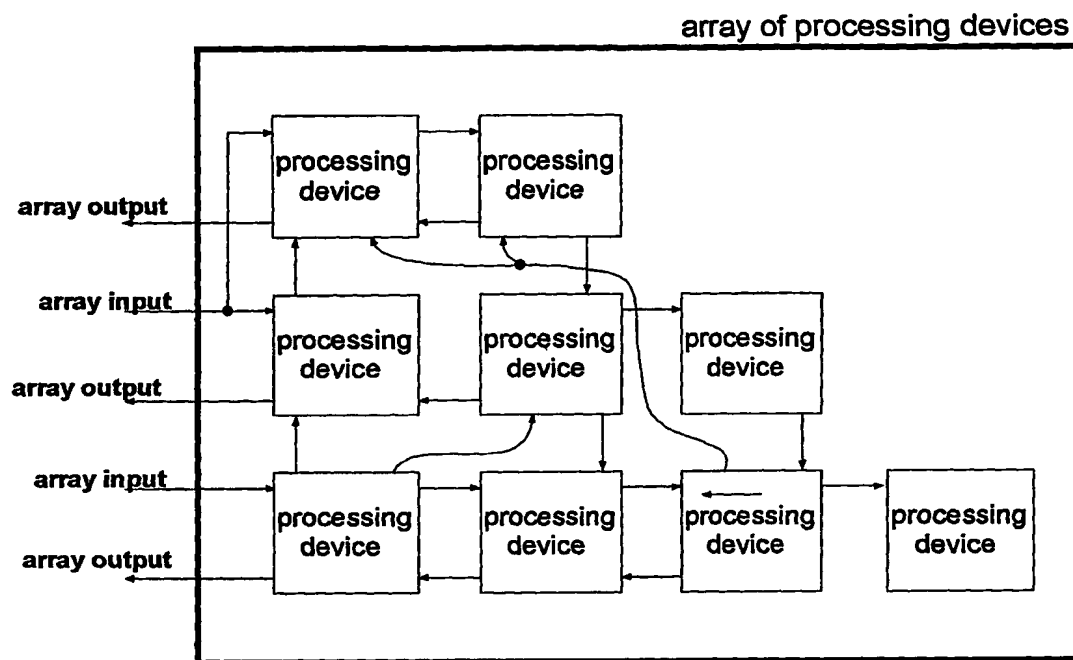 array of processing devices
processing
device
processing
device
array output
array input
processing
device
processing
device
processing
device
array output
array input
processing
device
processing
device
processing
device
processing
device
array output